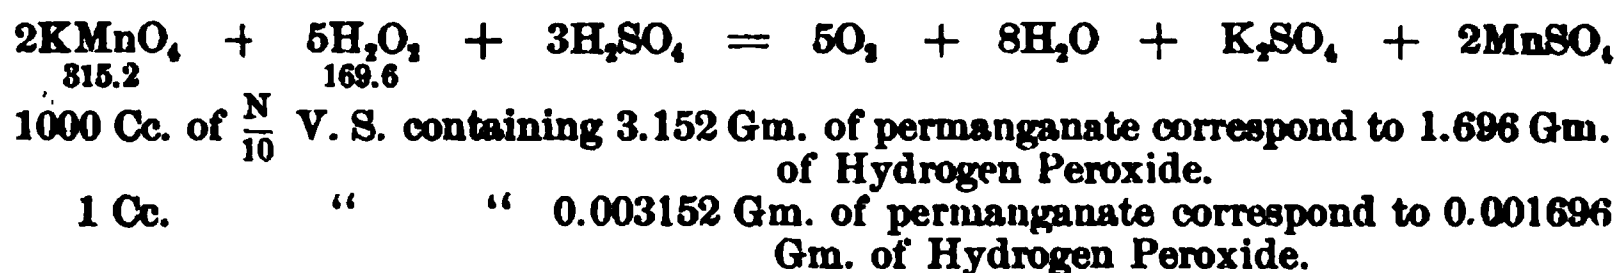 2KMnO₄ + 5H₂O₂ + 3H₂SO₄ = 5O₂ + 8H₂O + K₂SO₄ + 2MnSO₄
315.2 169.6
1000 Cc. of N/10 V. S. containing 3.152 Gm. of permanganate correspond to 1.696 Gm.
of Hydrogen Peroxide.
1 Cc. “ “ 0.003152 Gm. of permanganate correspond to 0.001696
Gm. of Hydrogen Peroxide.